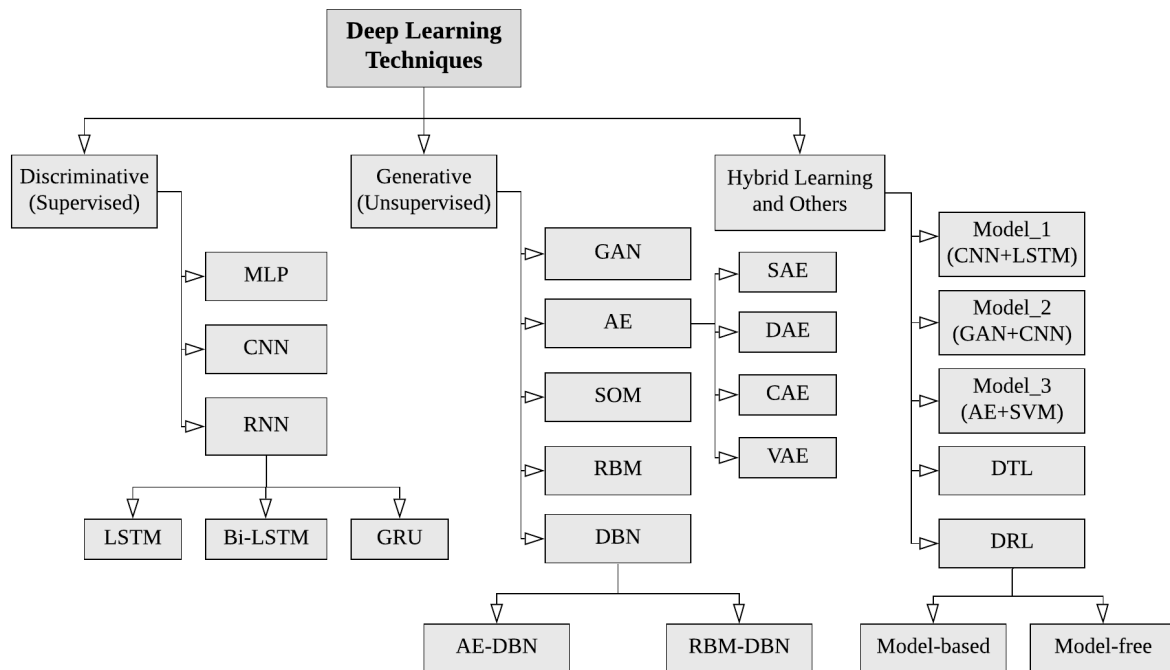 Deep Learning
Techniques
Discriminative
(Supervised)
MLP
CNN
RNN
LSTM
Bi-LSTM
GRU
Generative
(Unsupervised)
GAN
AE
SAE
DAE
CAE
VAE
SOM
RBM
DBN
AE-DBN
RBM-DBN
Hybrid Learning
and Others
Model_1
(CNN+LSTM)
Model_2
(GAN+CNN)
Model_3
(AE+SVM)
DTL
DRL
Model-based
Model-free